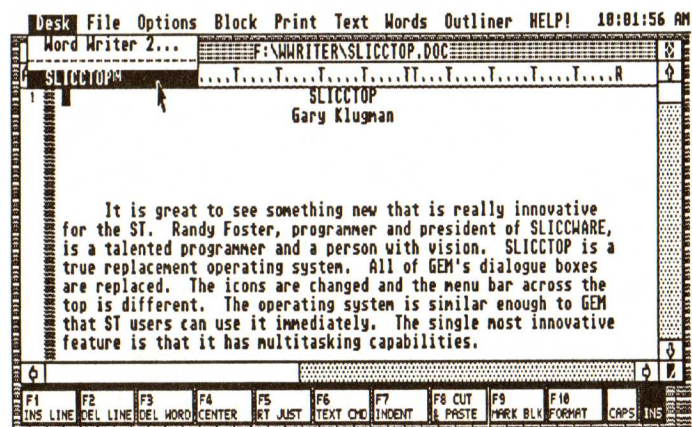 Desk File Options Block Print Text Words Outliner HELP! 10:01:56 AM
Word Writer 2...
F:\WWRITER\SLICCTOP.DOC
SLICCTOP™ ....T....T....T....TT...T....T....T....T....R
1
SLICCTOP
Gary Klugman
It is great to see something new that is really innovative
for the ST. Randy Foster, programmer and president of SLICCWARE,
is a talented programmer and a person with vision. SLICCTOP is a
true replacement operating system. All of GEM's dialogue boxes
are replaced. The icons are changed and the menu bar across the
top is different. The operating system is similar enough to GEM
that ST users can use it immediately. The single most innovative
feature is that it has multitasking capabilities.
F1 F2 F3 F4 F5 F6 F7 F8 CUT F9 F10
INS LINE DEL LINE DEL WORD CENTER RT JUST TEXT CMD INDENT & PASTE MARK BLK FORMAT CAPS INS